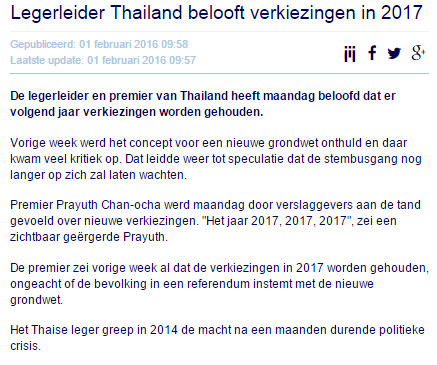 Legerleider Thailand belooft verkiezingen in 2017
Gepubliceerd: 01 februari 2016 09:58
Laatste update: 01 februari 2016 09:57
jij f g+
De legerleider en premier van Thailand heeft maandag beloofd dat er
volgend jaar verkiezingen worden gehouden.
Vorige week werd het concept voor een nieuwe grondwet onthuld en daar
kwam veel kritiek op. Dat leidde weer tot speculatie dat de stembusgang nog
langer op zich zal laten wachten.
Premier Prayuth Chan-ocha werd maandag door verslaggevers aan de tand
gevoeld over nieuwe verkiezingen. "Het jaar 2017, 2017, 2017", zei een
zichtbaar geërgerde Prayuth.
De premier zei vorige week al dat de verkiezingen in 2017 worden gehouden,
ongeacht of de bevolking in een referendum instemt met de nieuwe
grondwet.
Het Thaise leger greep in 2014 de macht na een maanden durende politieke
crisis.